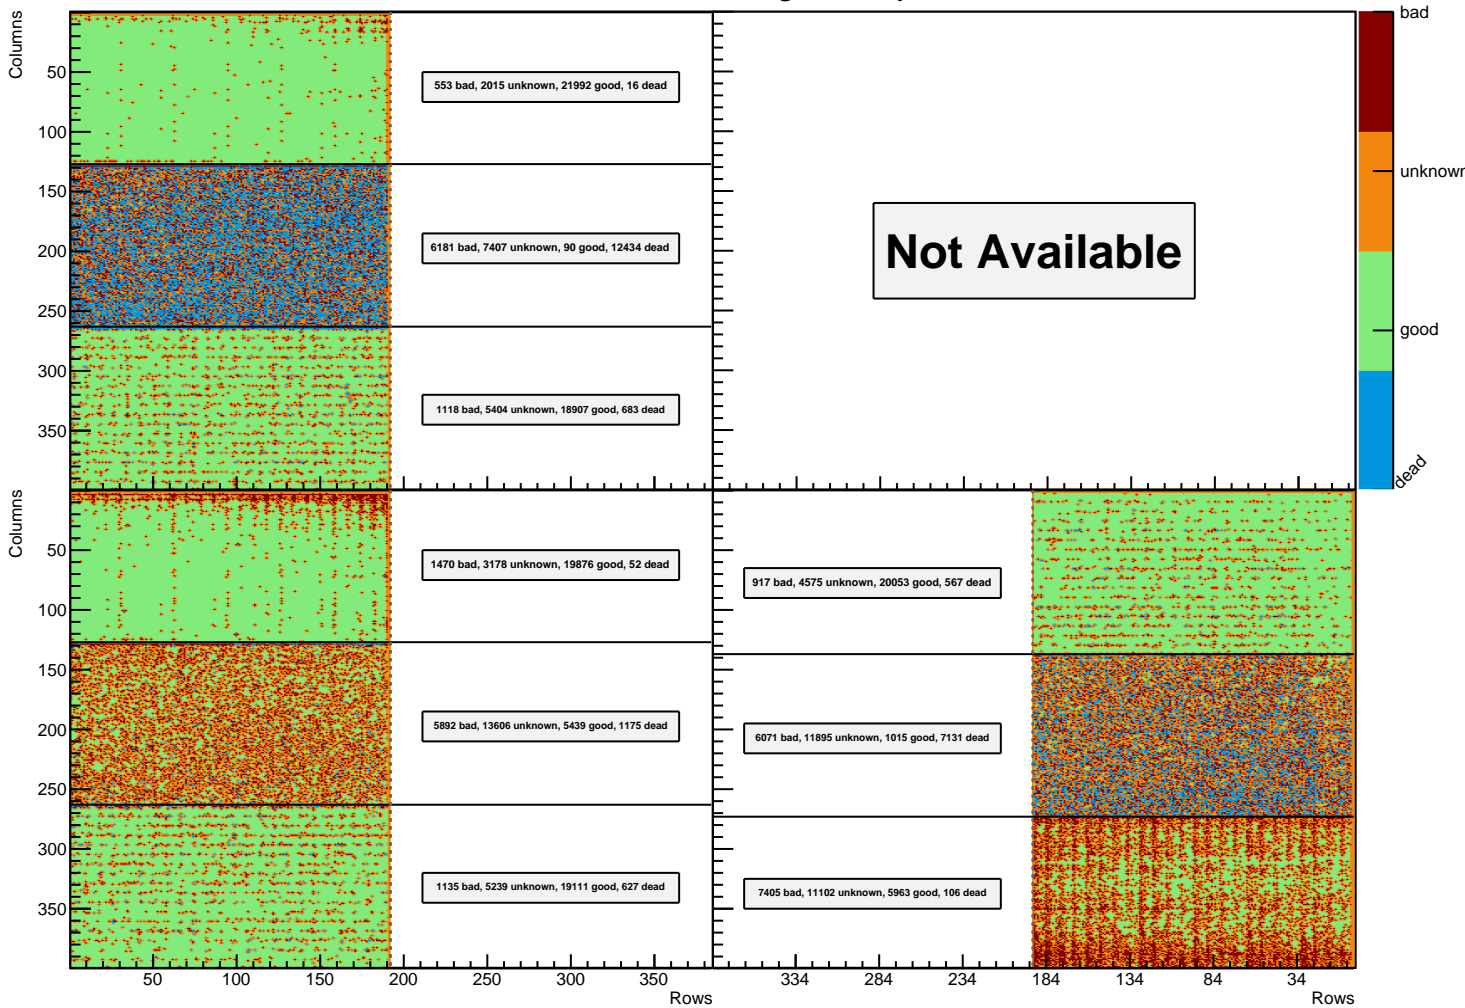 Columns
50
100
150
200
250
300
350
553 bad, 2015 unknown, 21992 good, 16 dead
6181 bad, 7407 unknown, 90 good, 12434 dead
1118 bad, 5404 unknown, 18907 good, 683 dead
Not Available
bad
unknown
good
dead
Columns
50
100
150
200
250
300
350
1470 bad, 3178 unknown, 19876 good, 52 dead
5892 bad, 13606 unknown, 5439 good, 1175 dead
1135 bad, 5239 unknown, 19111 good, 627 dead
917 bad, 4575 unknown, 20053 good, 567 dead
6071 bad, 11895 unknown, 1015 good, 7131 dead
7405 bad, 11102 unknown, 5963 good, 106 dead
50 100 150 200 250 300 350
Rows
334 284 234 184 134 84 34
Rows